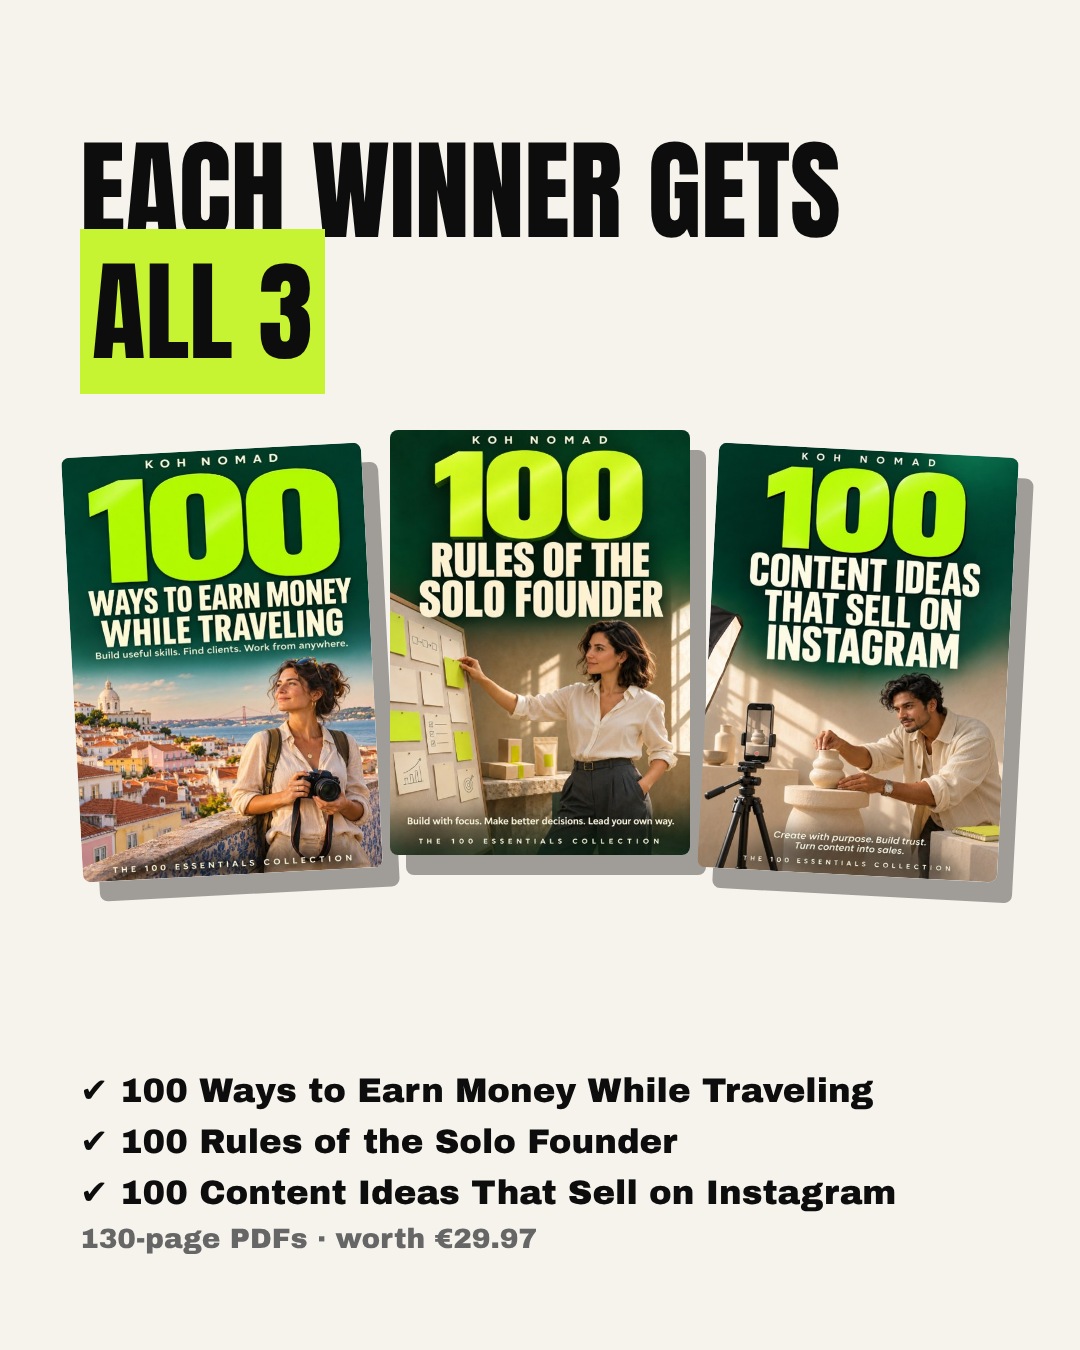 EACH WINNER GETS
ALL 3
KOH NOMAD
100
WAYS TO EARN MONEY
WHILE TRAVELING
Build useful skills. Find clients. Work from anywhere.
THE 100 ESSENTIALS COLLECTION
KOH NOMAD
100
RULES OF THE
SOLO FOUNDER
Build with focus. Make better decisions. Lead your own way.
THE 100 ESSENTIALS COLLECTION
KOH NOMAD
100
CONTENT IDEAS
THAT SELL ON
INSTAGRAM
Create with purpose. Build trust.
Turn content into sales.
THE 100 ESSENTIALS COLLECTION
✔ 100 Ways to Earn Money While Traveling
✔ 100 Rules of the Solo Founder
✔ 100 Content Ideas That Sell on Instagram
130-page PDFs · worth €29.97